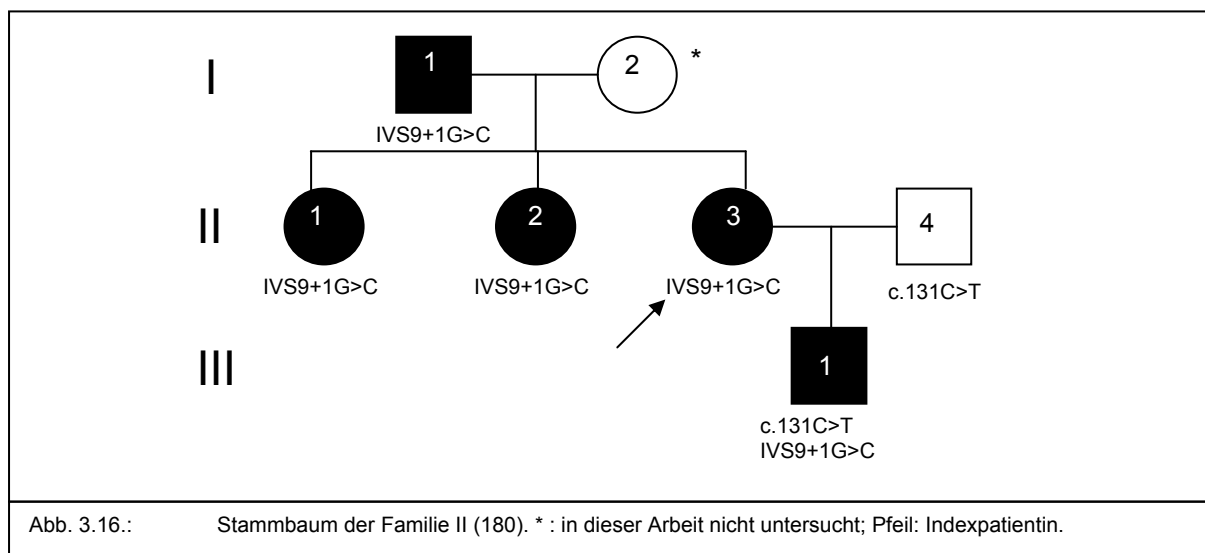 I 1 2 *
IVS9+1G>C
II 1 2 3 4
IVS9+1G>C IVS9+1G>C IVS9+1G>C c.131C>T
III 1
c.131C>T
IVS9+1G>C
Abb. 3.16.: Stammbaum der Familie II (180). * : in dieser Arbeit nicht untersucht; Pfeil: Indexpatientin.